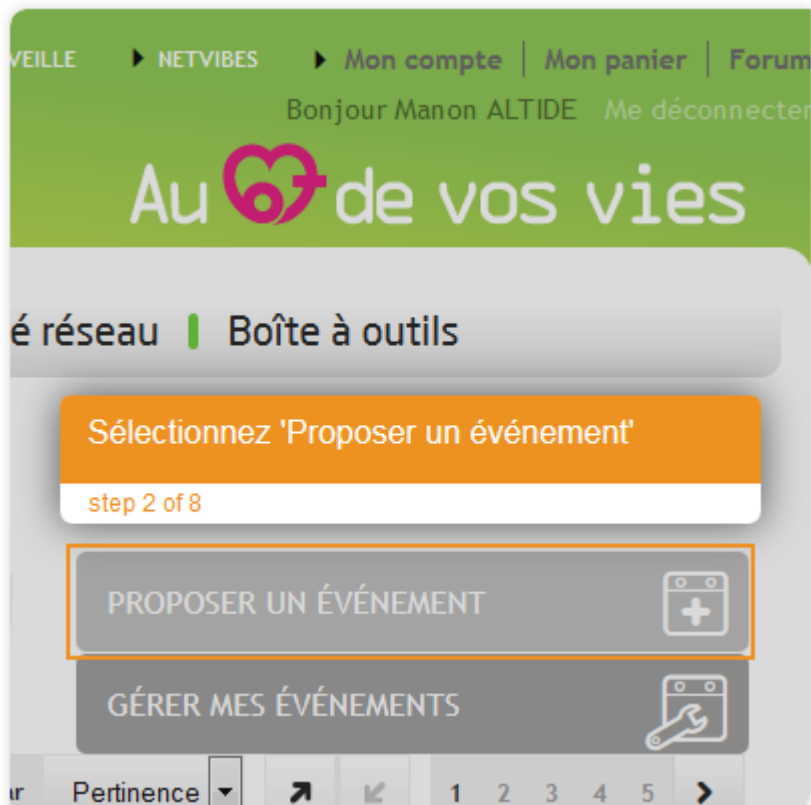 VEILLE NETVIBES Mon compte | Mon panier | Forum
Bonjour Manon ALTIDE Me déconnecter
Au 67 de vos vies
é réseau Boîte à outils
Sélectionnez 'Proposer un événement'
step 2 of 8
PROPOSER UN ÉVÉNEMENT
GÉRER MES ÉVÉNEMENTS
ar Pertinence 1 2 3 4 5